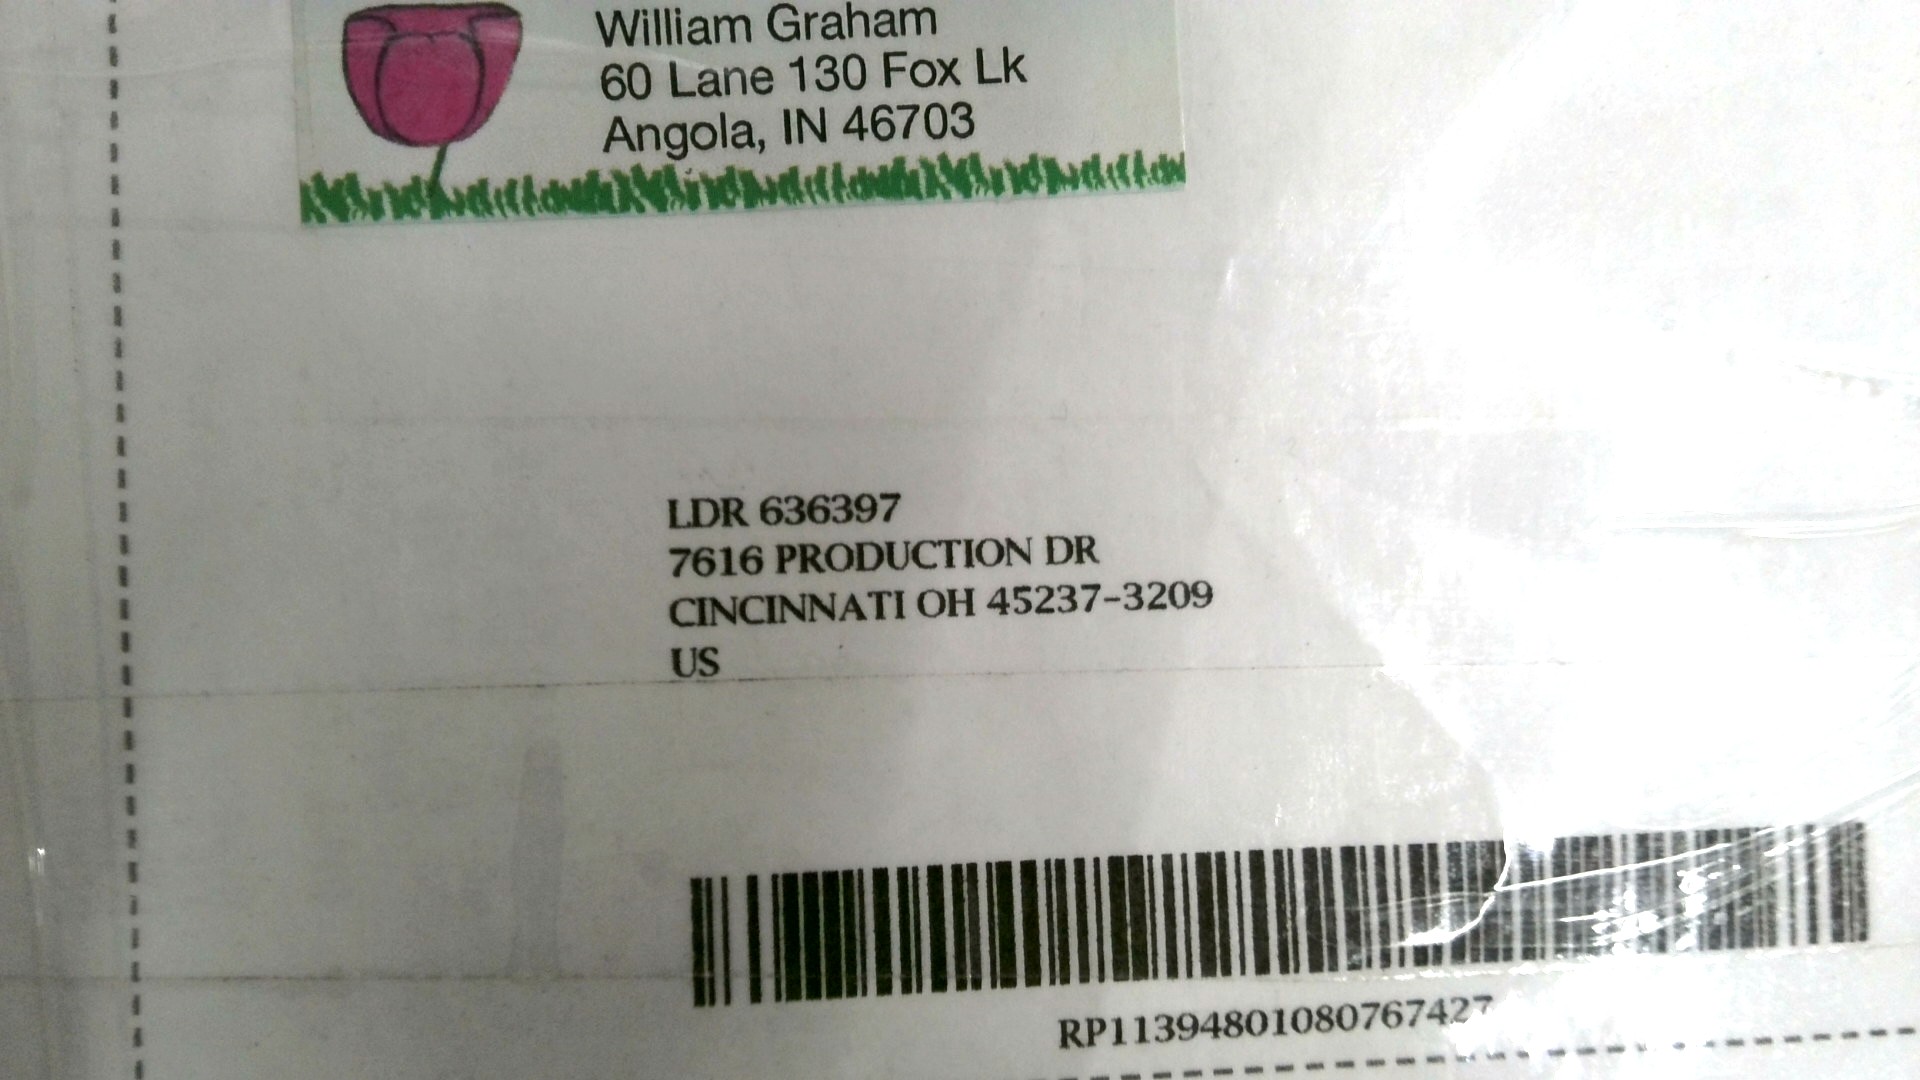 William Graham
60 Lane 130 Fox Lk
Angola, IN 46703
LDR 636397
7616 PRODUCTION DR
CINCINNATI OH 45237-3209
US
RP11394801080767427